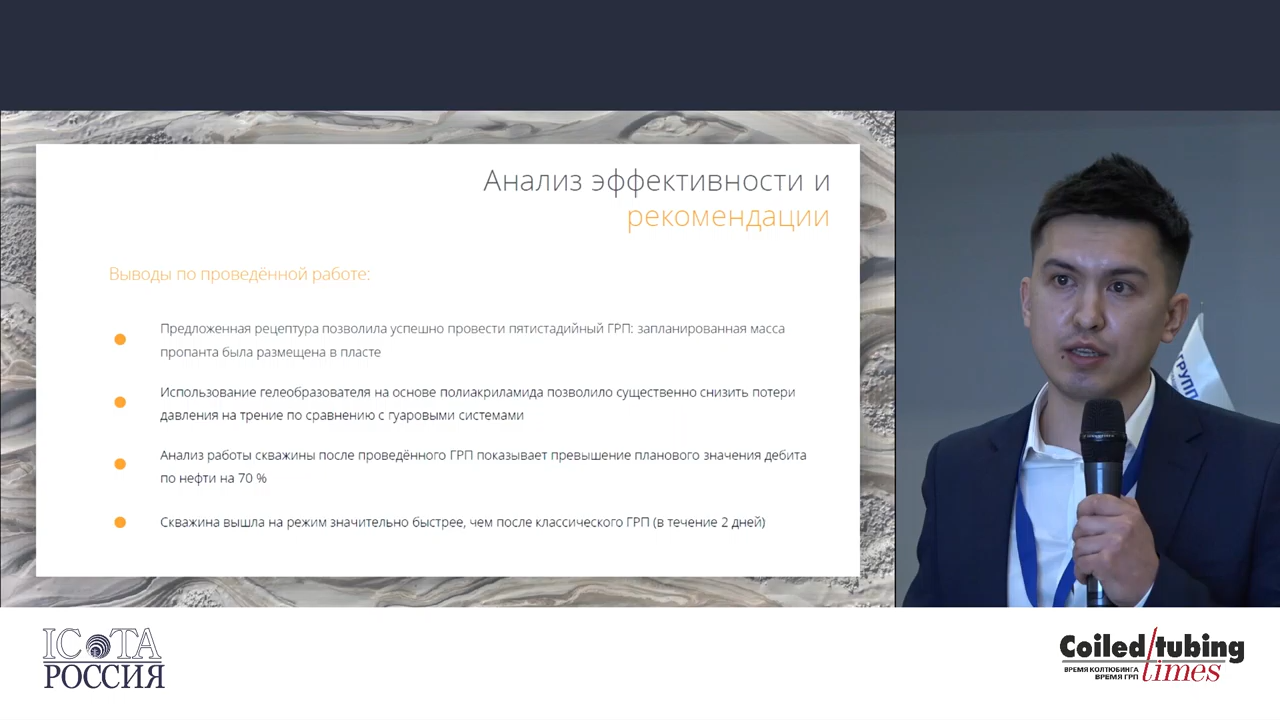 Анализ эффективности и
рекомендации
Выводы по проведённой работе:
Предложенная рецептура позволила успешно провести пятистадийный ГРП: запланированная масса
пропанта была размещена в пласте
Использование гелеобразователя на основе полиакриламида позволило существенно снизить потери
давления на трение по сравнению с гуаровыми системами
Анализ работы скважины после проведённого ГРП показывает превышение планового значения дебита
по нефти на 70 %
Скважина вышла на режим значительно быстрее, чем после классического ГРП (в течение 2 дней)
ГРУПП
ICoTA
РОССИЯ
Coiled/tubing
times
ВРЕМЯ КОЛТЮБИНГА
ВРЕМЯ ГРП